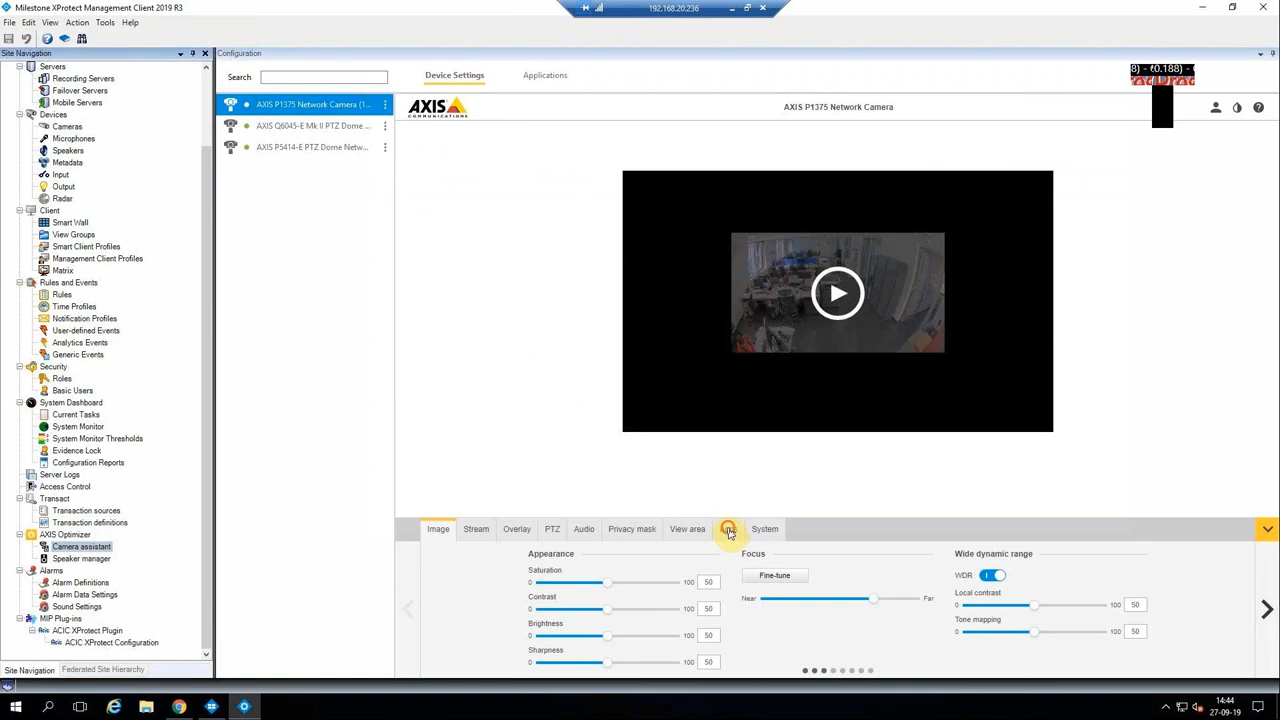 Milestone XProtect Management Client 2019 R3
192.168.20.236
File Edit View Action Tools Help
Site Navigation
Configuration
Servers
Recording Servers
Failover Servers
Mobile Servers
Devices
Cameras
Microphones
Speakers
Metadata
Input
Output
Radar
Client
Smart Wall
View Groups
Smart Client Profiles
Management Client Profiles
Matrix
Rules and Events
Rules
Time Profiles
Notification Profiles
User-defined Events
Analytics Events
Generic Events
Security
Roles
Basic Users
System Dashboard
Current Tasks
System Monitor
System Monitor Thresholds
Evidence Lock
Configuration Reports
Server Logs
Access Control
Transact
Transaction sources
Transaction definitions
AXIS Optimizer
Camera assistant
Speaker manager
Alarms
Alarm Definitions
Alarm Data Settings
Sound Settings
MIP Plug-ins
ACIC XProtect Plugin
ACIC XProtect Configuration
Site Navigation Federated Site Hierarchy
Search
AXIS P1375 Network Camera (1...
AXIS Q6045-E Mk II PTZ Dome ...
AXIS P5414-E PTZ Dome Netw...
Device Settings Applications
AXIS
COMMUNICATIONS
AXIS P1375 Network Camera
8) - (0.188) -
Image Stream Overlay PTZ Audio Privacy mask View area System
Appearance
Saturation
0 100 50
Contrast
0 100 50
Brightness
0 100 50
Sharpness
0 100 50
Focus
Fine-tune
Near Far
Wide dynamic range
WDR
Local contrast
0 100 50
Tone mapping
0 100 50
14:44
27-09-19